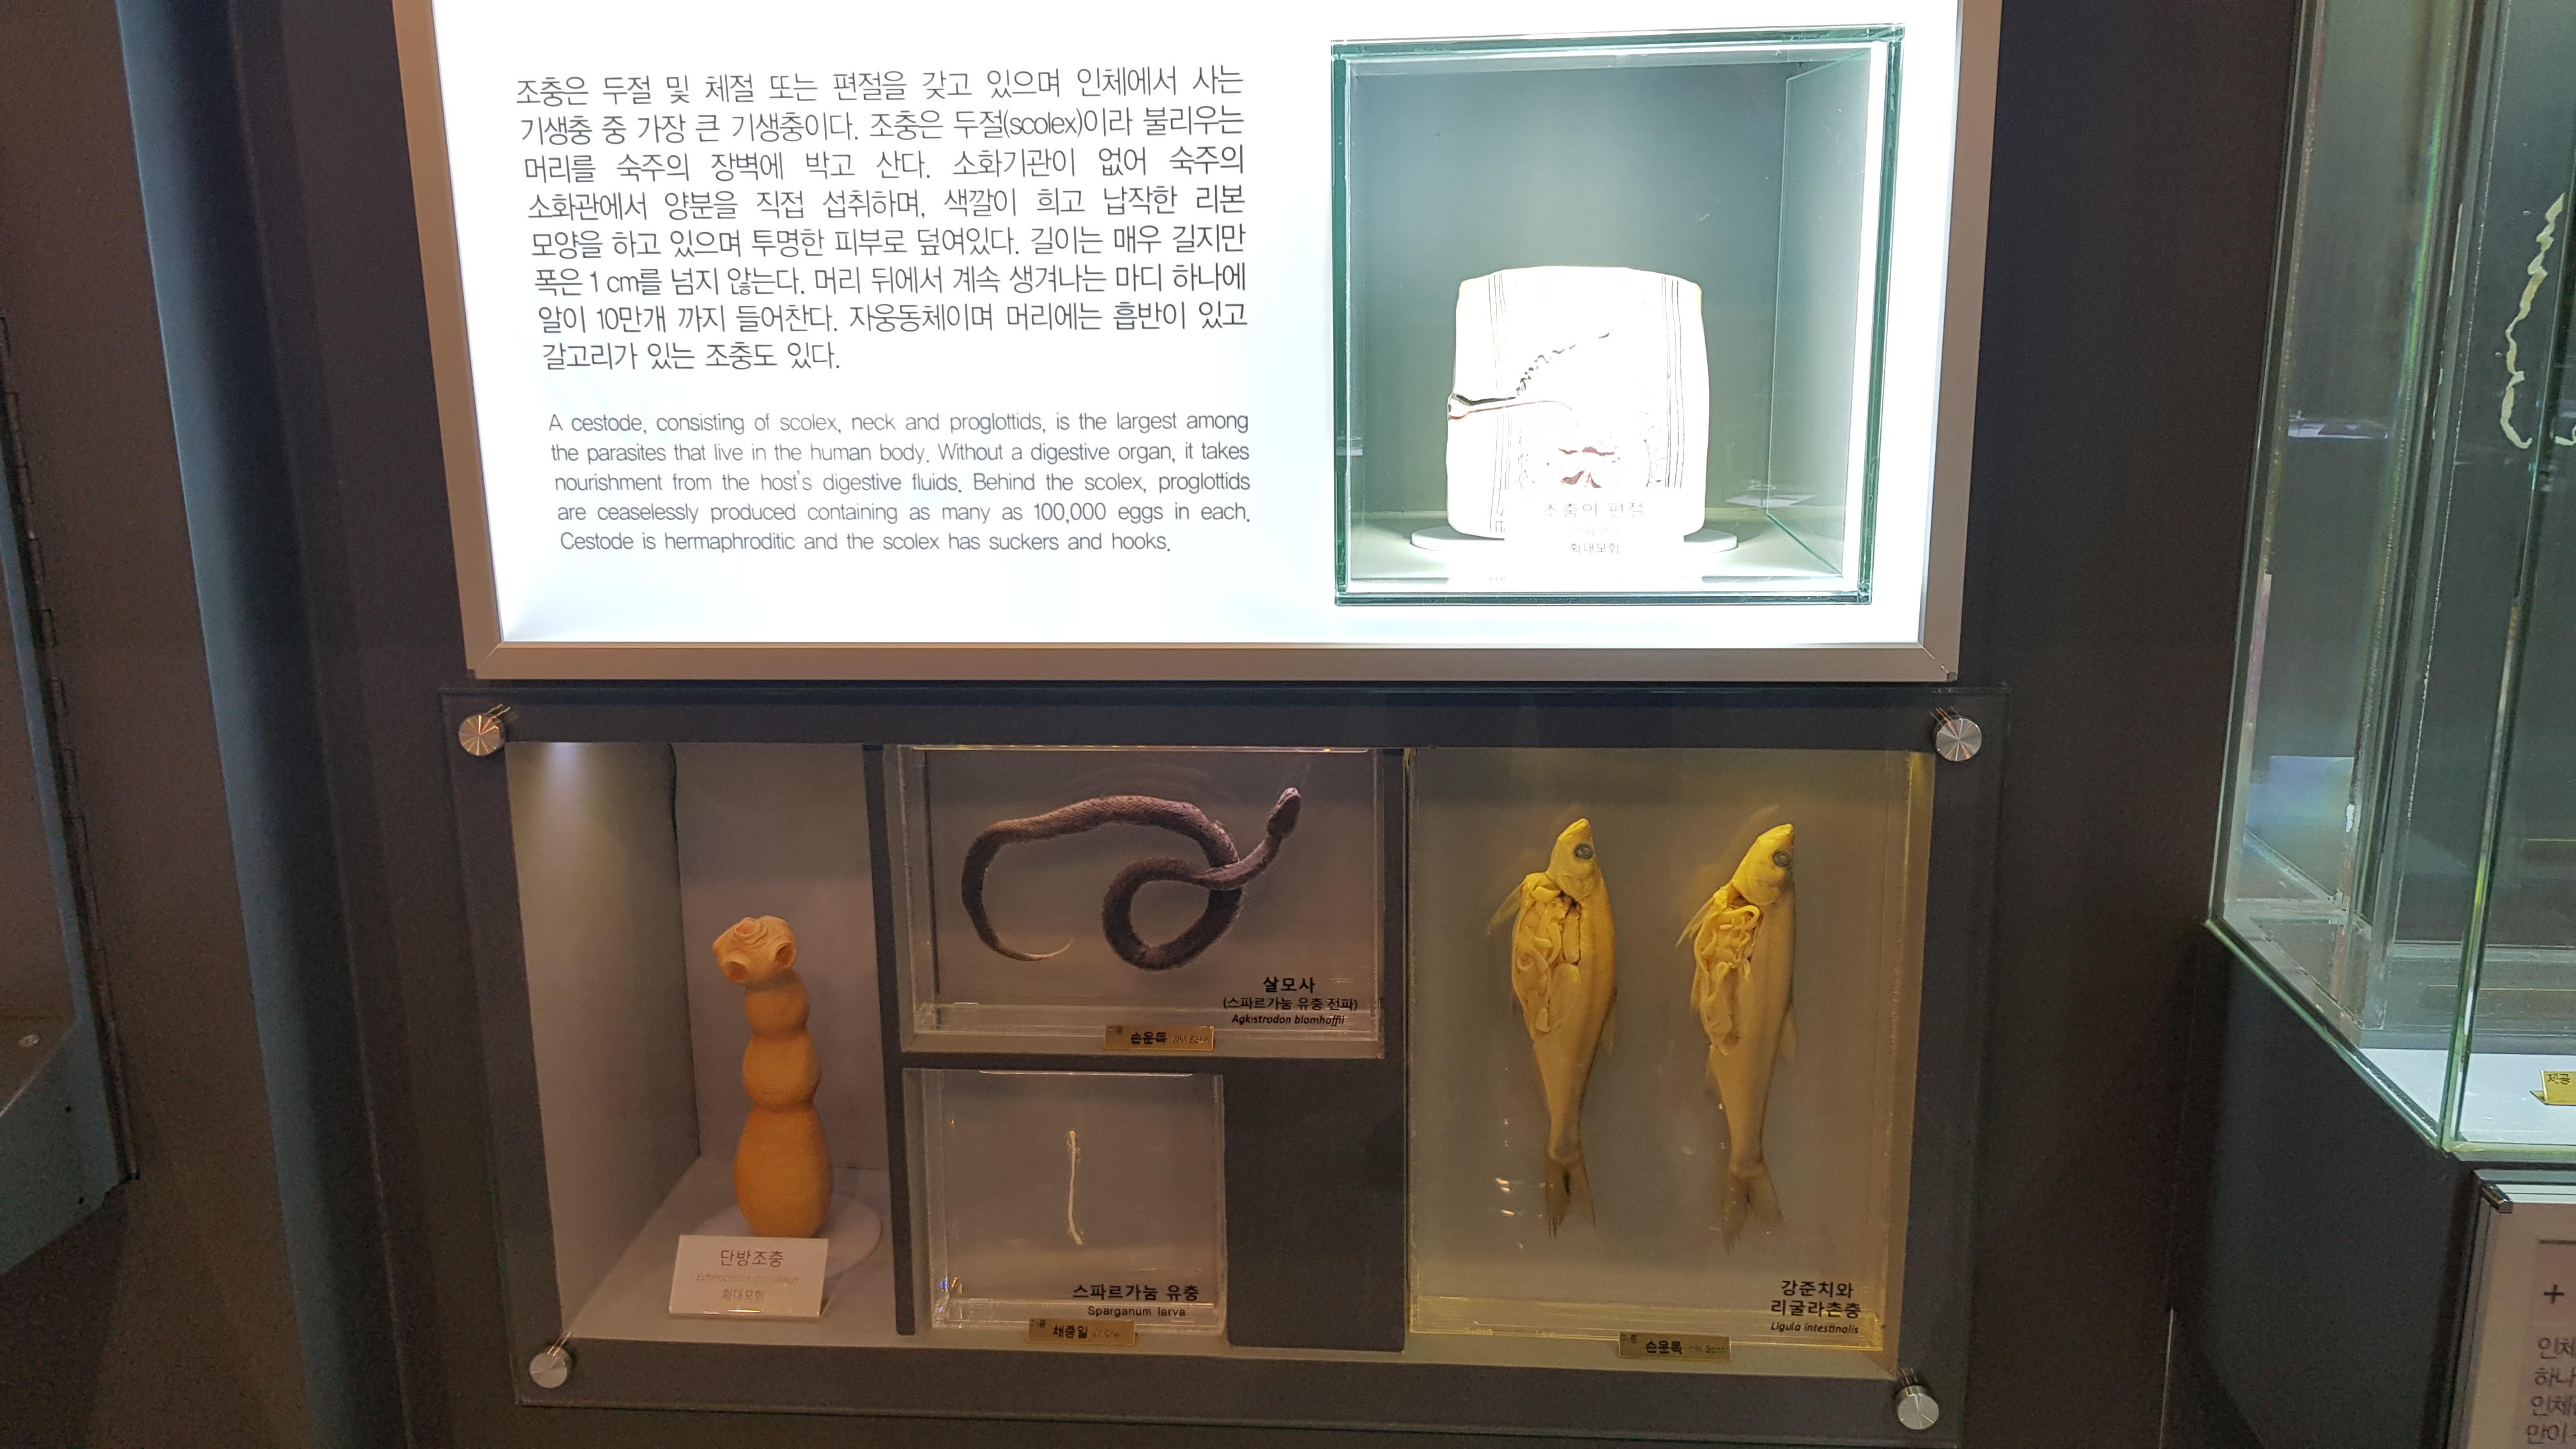 조충은 두절 및 체절 또는 편절을 갖고 있으며 인체에서 사는
기생충 중 가장 큰 기생충이다. 조충은 두절(scolex)이라 불리우는
머리를 숙주의 장벽에 박고 산다. 소화기관이 없어 숙주의
소화관에서 양분을 직접 섭취하며, 색깔이 희고 납작한 리본
모양을 하고 있으며 투명한 피부로 덮여있다. 길이는 매우 길지만
폭은 1 cm를 넘지 않는다. 머리 뒤에서 계속 생겨나는 마디 하나에
알이 10만개 까지 들어찬다. 자웅동체이며 머리에는 흡반이 있고
갈고리가 있는 조충도 있다.
A cestode, consisting of scolex, neck and proglottids, is the largest among
the parasites that live in the human body. Without a digestive organ, it takes
nourishment from the host's digestive fluids. Behind the scolex, proglottids
are ceaselessly produced containing as many as 100,000 eggs in each.
Cestode is hermaphroditic and the scolex has suckers and hooks.
조충의 편절
확대모형
단방조충
Echinococcus granulosus
확대모형
살모사
(스파르가눔 유충 전파)
Agkistrodon blomhoffii
손운목
스파르가눔 유충
Sparganum larva
채종일
강준치와
리굴라촌충
Ligula intestinalis
손운목
제공
+
인체
하나
인체
만이